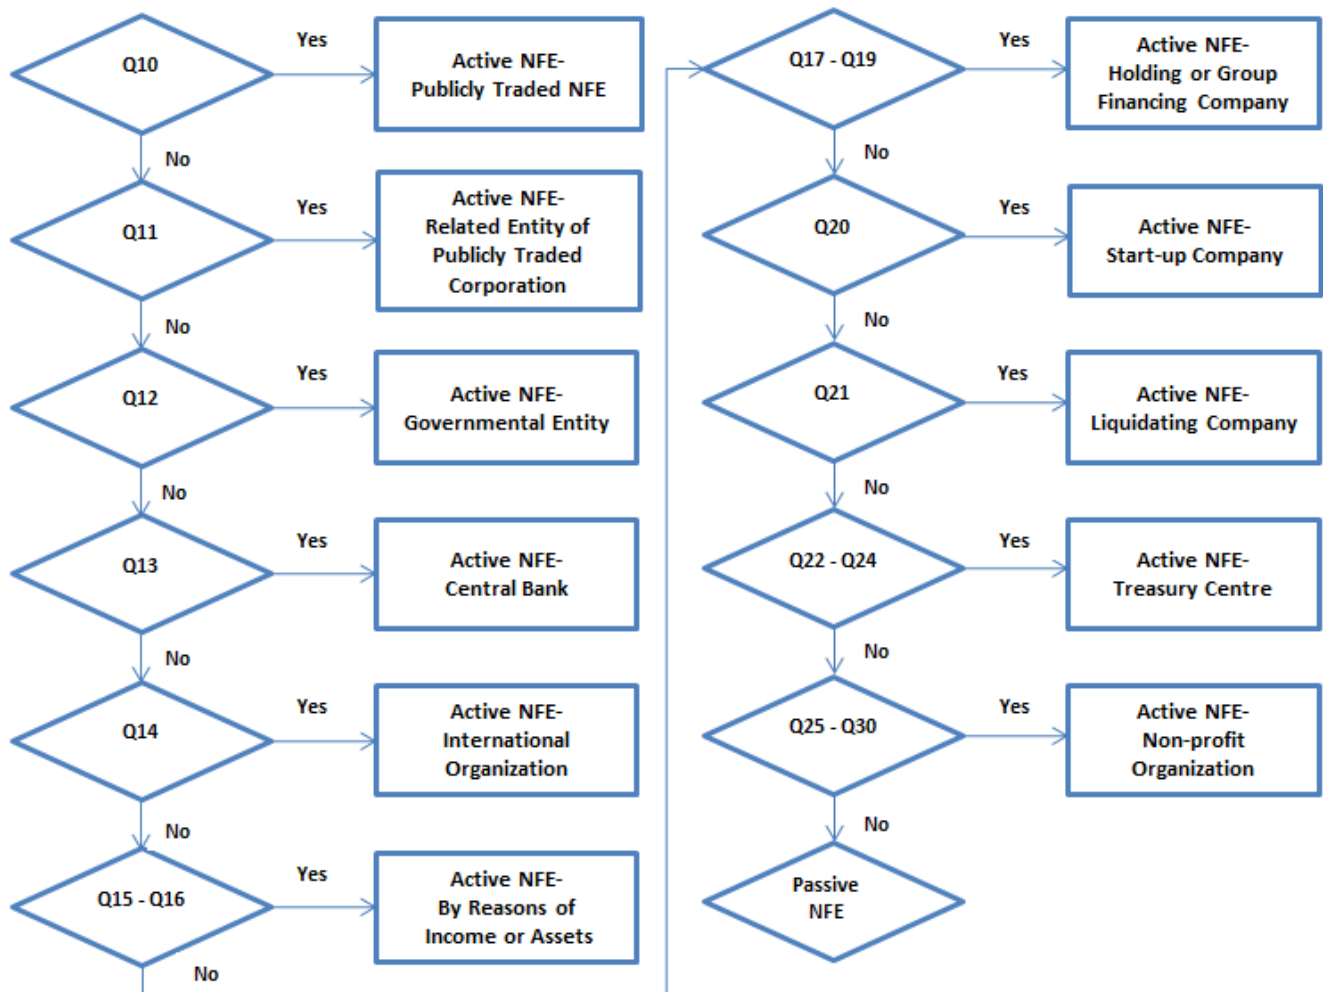 Q10
Yes
Active NFE-
Publicly Traded NFE
No
Q11
Yes
Active NFE-
Related Entity of
Publicly Traded
Corporation
No
Q12
Yes
Active NFE-
Governmental Entity
No
Q13
Yes
Active NFE-
Central Bank
No
Q14
Yes
Active NFE-
International
Organization
No
Q15 - Q16
Yes
Active NFE-
By Reasons of
Income or Assets
No
Q17 - Q19
Yes
Active NFE-
Holding or Group
Financing Company
No
Q20
Yes
Active NFE-
Start-up Company
No
Q21
Yes
Active NFE-
Liquidating Company
No
Q22 - Q24
Yes
Active NFE-
Treasury Centre
No
Q25 - Q30
Yes
Active NFE-
Non-profit
Organization
No
Passive
NFE